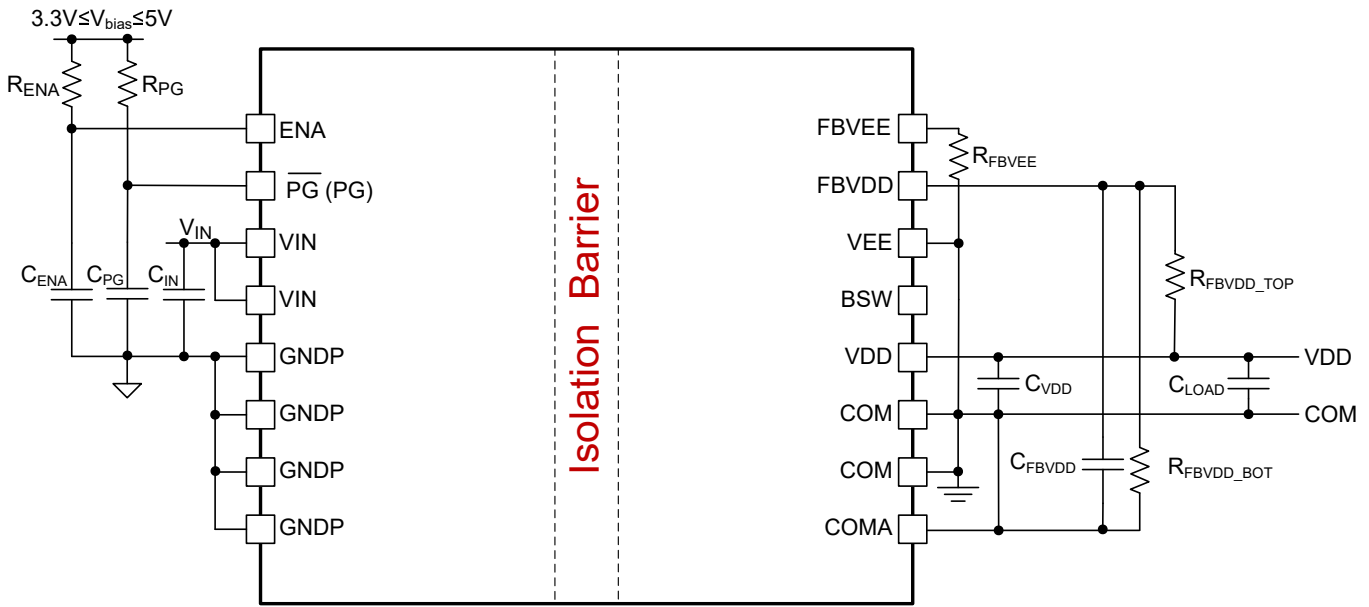 3.3V≤Vbias≤5V
RENA
RPG
ENA
PG (PG)
VIN
VIN
VIN
CENA
CPG
CIN
GNDP
GNDP
GNDP
GNDP
Isolation Barrier
FBVEE
RFBVEE
FBVDD
VEE
BSW
RFBVDD_TOP
VDD
VDD
CVDD
CLOAD
COM
COM
COM
CFBVDD
RFBVDD_BOT
COMA